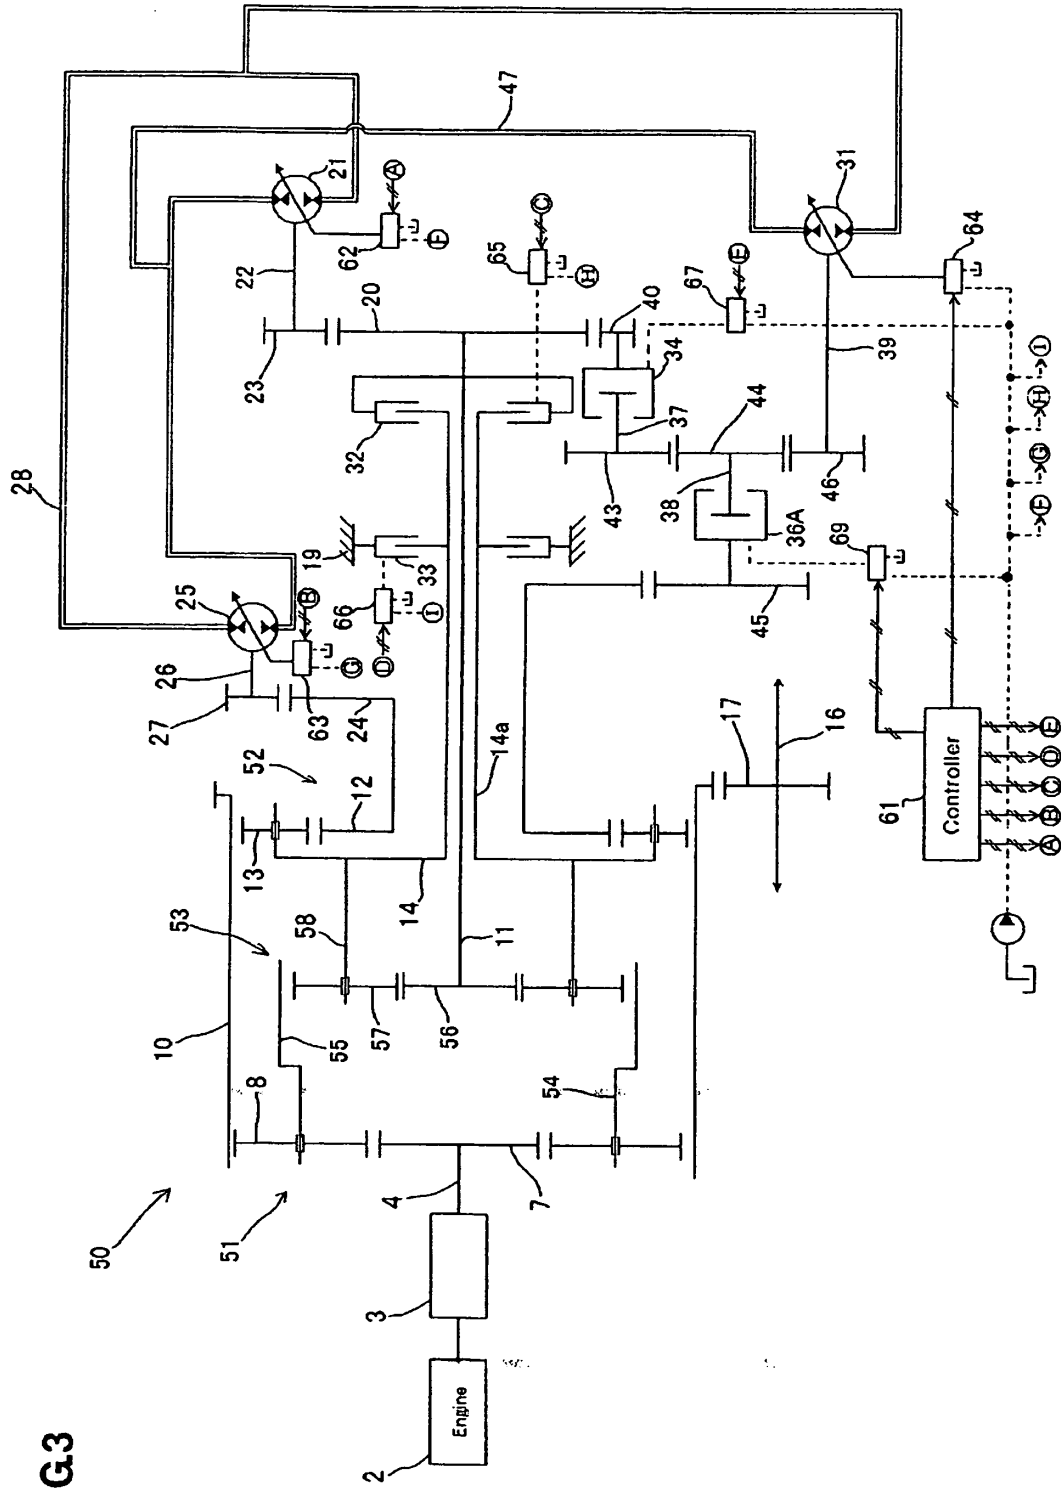 G.3
50
51
53
52
10
8
55
57
56
54
58
14
11
13
12
14a
7
4
3
2
Engine
27
26
25
28
24
63
B
G
66
D
I
19
33
32
23
22
20
21
62
A
F
65
C
H
47
67
E
40
34
37
44
43
38
36A
46
39
31
64
69
45
17
16
61
Controller
A
B
C
D
E
F
G
H
I